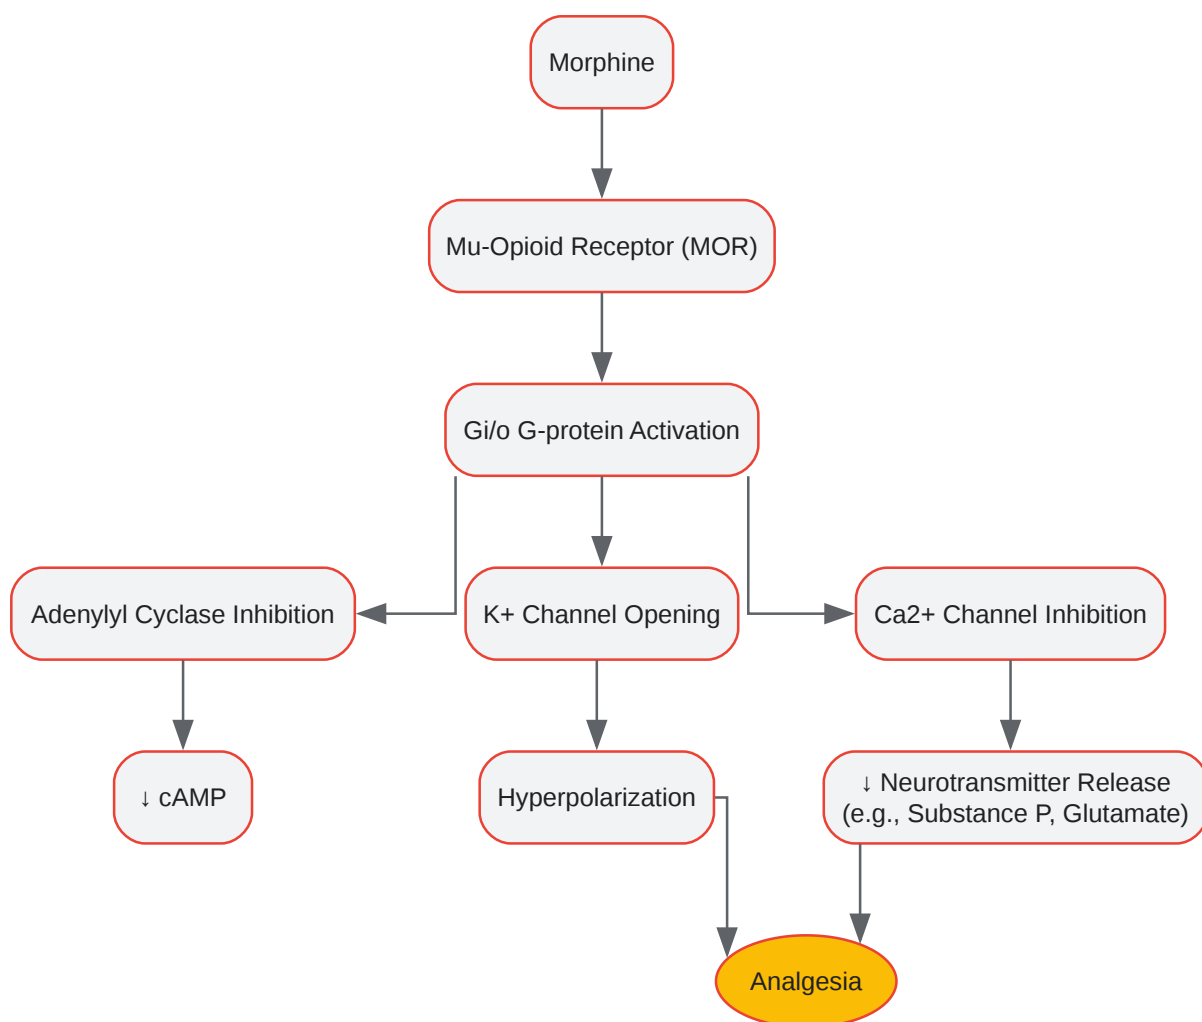 Morphine
Mu-Opioid Receptor (MOR)
Gi/o G-protein Activation
Adenylyl Cyclase Inhibition
K+ Channel Opening
Ca2+ Channel Inhibition
↓ cAMP
Hyperpolarization
↓ Neurotransmitter Release
(e.g., Substance P, Glutamate)
Analgesia